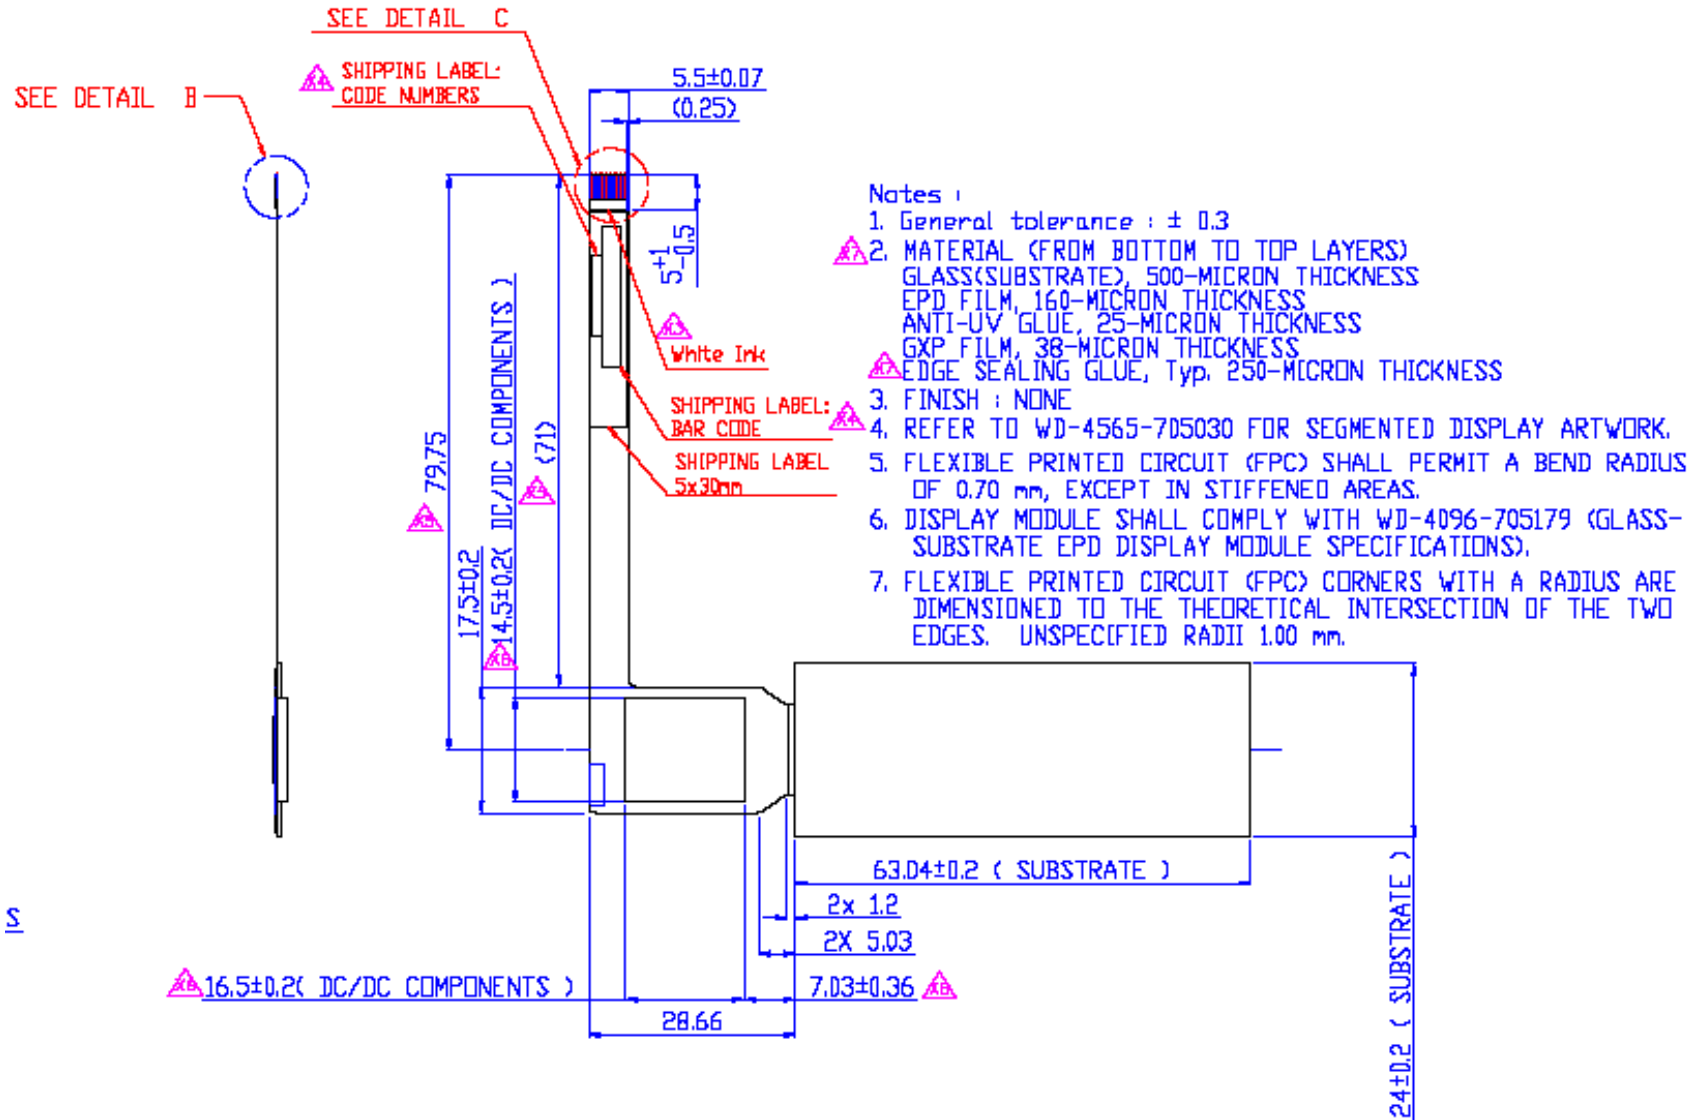 SEE DETAIL C
SHIPPING LABEL:
CODE NUMBERS
SEE DETAIL B
5.5±0.07
(0.25)
5+1-0.5
White Ink
SHIPPING LABEL:
BAR CODE
SHIPPING LABEL
5x30mm
79.75
(71)
17.5±0.2
14.5±0.2( DC/DC COMPONENTS )
Notes :
1. General tolerance : ± 0.3
2. MATERIAL (FROM BOTTOM TO TOP LAYERS)
GLASS(SUBSTRATE), 500-MICRON THICKNESS
EPD FILM, 160-MICRON THICKNESS
ANTI-UV GLUE, 25-MICRON THICKNESS
GXP FILM, 38-MICRON THICKNESS
EDGE SEALING GLUE, Typ. 250-MICRON THICKNESS
3. FINISH : NONE
4. REFER TO WD-4565-705030 FOR SEGMENTED DISPLAY ARTWORK.
5. FLEXIBLE PRINTED CIRCUIT (FPC) SHALL PERMIT A BEND RADIUS
OF 0.70 mm, EXCEPT IN STIFFENED AREAS.
6. DISPLAY MODULE SHALL COMPLY WITH WD-4096-705179 (GLASS-
SUBSTRATE EPD DISPLAY MODULE SPECIFICATIONS).
7. FLEXIBLE PRINTED CIRCUIT (FPC) CORNERS WITH A RADIUS ARE
DIMENSIONED TO THE THEORETICAL INTERSECTION OF THE TWO
EDGES. UNSPECIFIED RADII 1.00 mm.
63.04±0.2 ( SUBSTRATE )
24±0.2 ( SUBSTRATE )
2x 1.2
2X 5.03
S
16.5±0.2( DC/DC COMPONENTS )
7.03±0.36
28.66